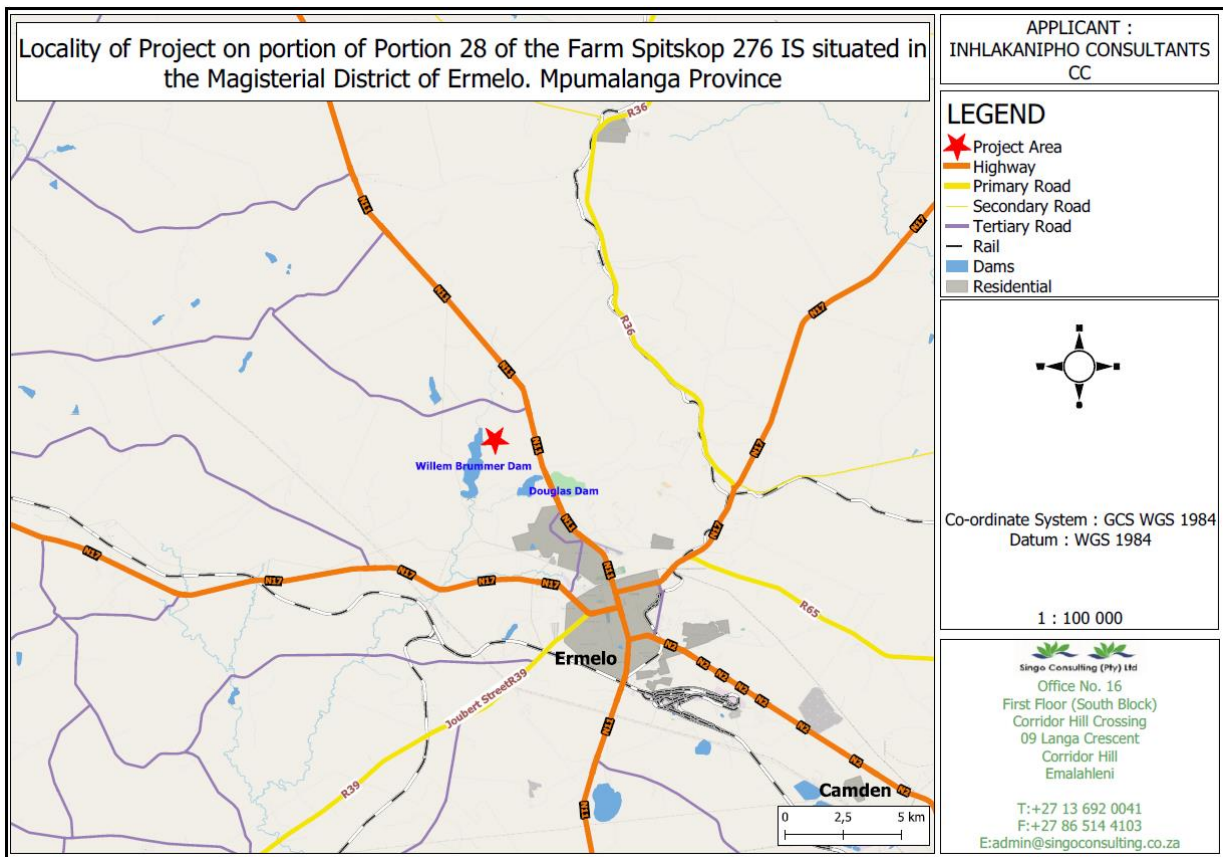 Locality of Project on portion of Portion 28 of the Farm Spitskop 276 IS situated in
the Magisterial District of Ermelo. Mpumalanga Province
R36
N11
N17
N11
N17
R36
N11
N17
N11
N17
Willem Brummer Dam
Douglas Dam
N11
N17
N17
N17
N17
N17
N17
N11
R65
Ermelo
N2
N2
N2
N2
N2
N2
Joubert StreetR39
N11
R39
N11
Camden
N2
N2
0 2,5 5 km
APPLICANT :
INHLAKANIPHO CONSULTANTS
CC
LEGEND
Project Area
Highway
Primary Road
Secondary Road
Tertiary Road
Rail
Dams
Residential
Co-ordinate System : GCS WGS 1984
Datum : WGS 1984
1 : 100 000
Singo Consulting (Pty) Ltd
Office No. 16
First Floor (South Block)
Corridor Hill Crossing
09 Langa Crescent
Corridor Hill
Emalahleni
T:+27 13 692 0041
F:+27 86 514 4103
E:admin@singoconsulting.co.za